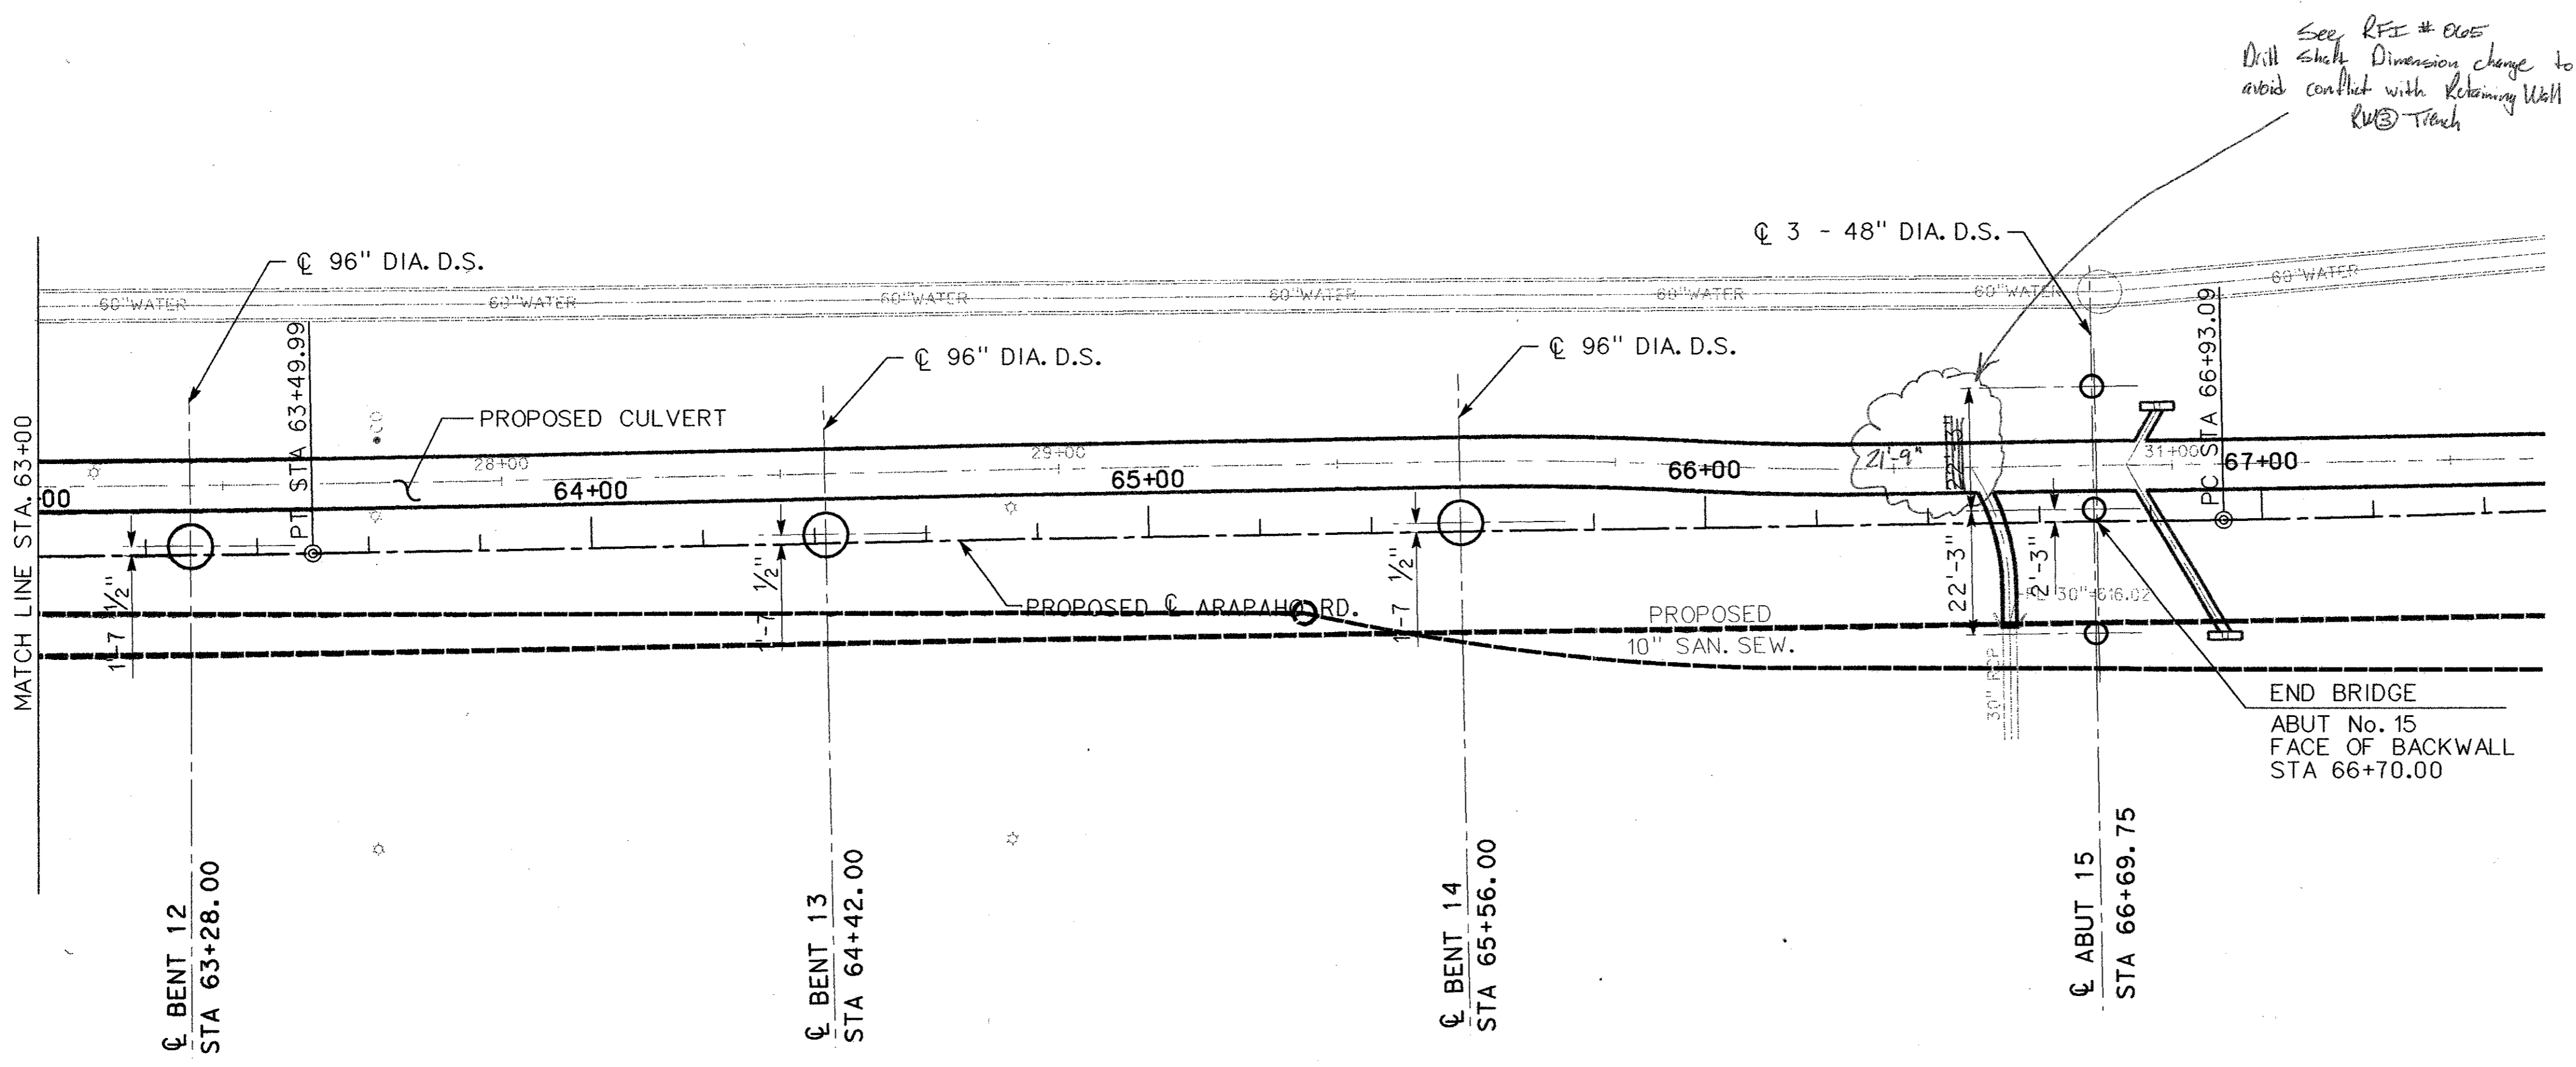 See RFI # 065
Drill Shaft Dimension change to
avoid conflict with Retaining Wall
RW③ Trench
℄ 3 - 48" DIA. D.S.
℄ 96" DIA. D.S.
60"WATER
60"WATER
60"WATER
60"WATER
60"WATER
60"WATER
60"WATER
℄ 96" DIA. D.S.
℄ 96" DIA. D.S.
PT STA 63+49.99
PC STA 66+93.09
PROPOSED CULVERT
MATCH LINE STA. 63+00
28+00
29+00
31+00
00
64+00
65+00
66+00
67+00
21'-9"
1'-7 1/2"
1'-7 1/2"
1'-7 1/2"
22'-3"
2'-3"
PROPOSED ℄ ARAPAHO RD.
PROPOSED
10" SAN. SEW.
30"=616.02
30" RCP
END BRIDGE
ABUT No. 15
FACE OF BACKWALL
STA 66+70.00
℄ BENT 12
STA 63+28.00
℄ BENT 13
STA 64+42.00
℄ BENT 14
STA 65+56.00
℄ ABUT 15
STA 66+69.75